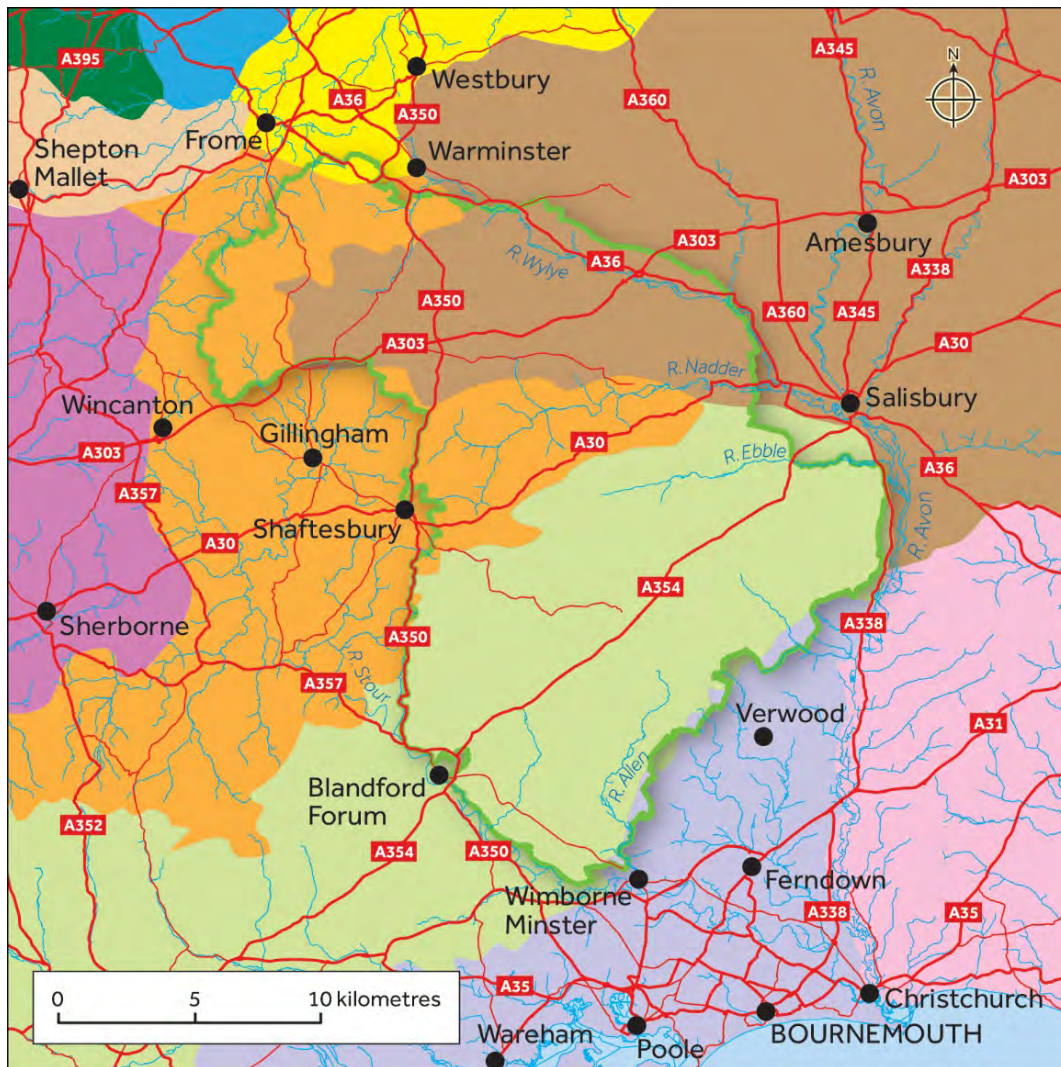 A395
A345
N
Westbury
A36
A360
R. Avon
A350
Frome
Warminster
Shepton
Mallet
A303
A303
Amesbury
R. Wylye
A36
A338
A350
A360
A345
A303
A30
R. Nadder
Salisbury
Wincanton
Gillingham
A30
R. Ebble
A303
A36
A357
Shaftesbury
R. Avon
A30
A354
Sherborne
A338
A350
R. Stour
A357
Verwood
A31
R. Allen
Blandford
Forum
A352
A354
A350
Wimborne
Minster
Ferndown
A338
A35
A35
0 5 10 kilometres
Christchurch
BOURNEMOUTH
Wareham
Poole